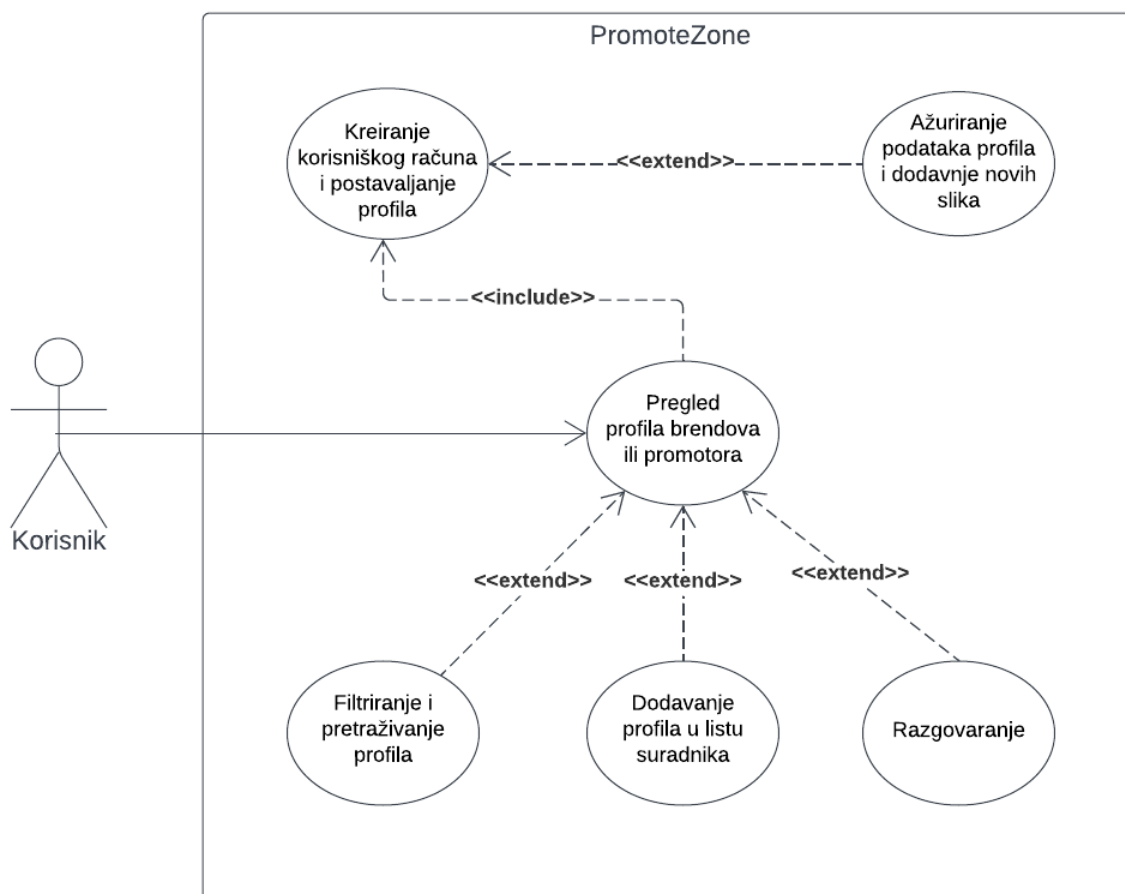 PromoteZone
Kreiranje
korisničkog računa
i postavaljanje
profila
<<extend>>
Ažuriranje
podataka profila
i dodavnje novih
slika
<<include>>
Pregled
profila brendova
ili promotora
Korisnik
<<extend>>
<<extend>>
<<extend>>
Filtriranje i
pretraživanje
profila
Dodavanje
profila u listu
suradnika
Razgovaranje